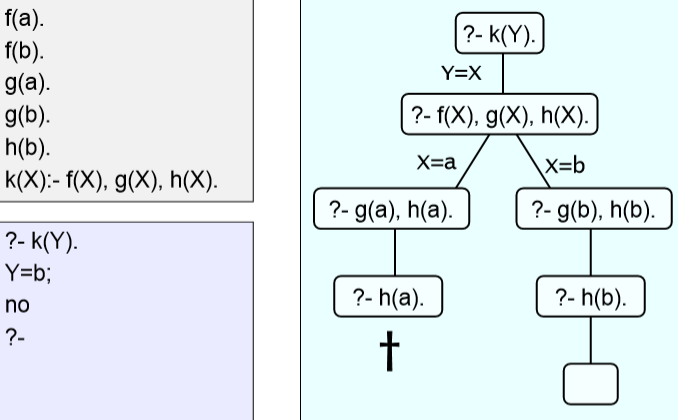 f(a).
f(b).
g(a).
g(b).
h(b).
k(X):- f(X), g(X), h(X).
?- k(Y).
Y=b;
no
?-
?- k(Y).
Y=X
?- f(X), g(X), h(X).
X=a
X=b
?- g(a), h(a).
?- g(b), h(b).
?- h(a).
?- h(b).
†